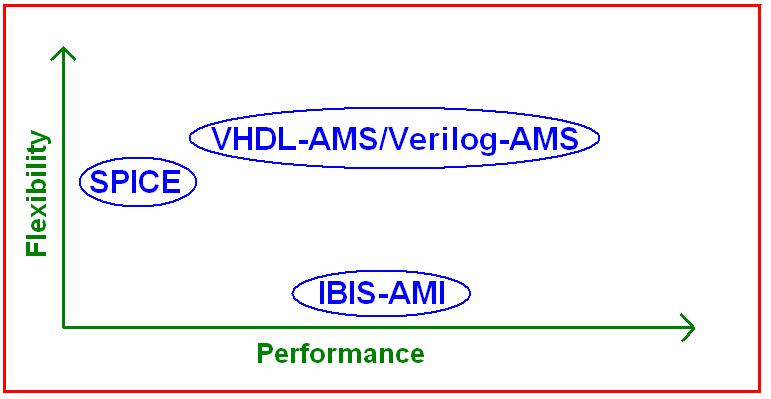 Flexibility
VHDL-AMS/Verilog-AMS
SPICE
IBIS-AMI
Performance